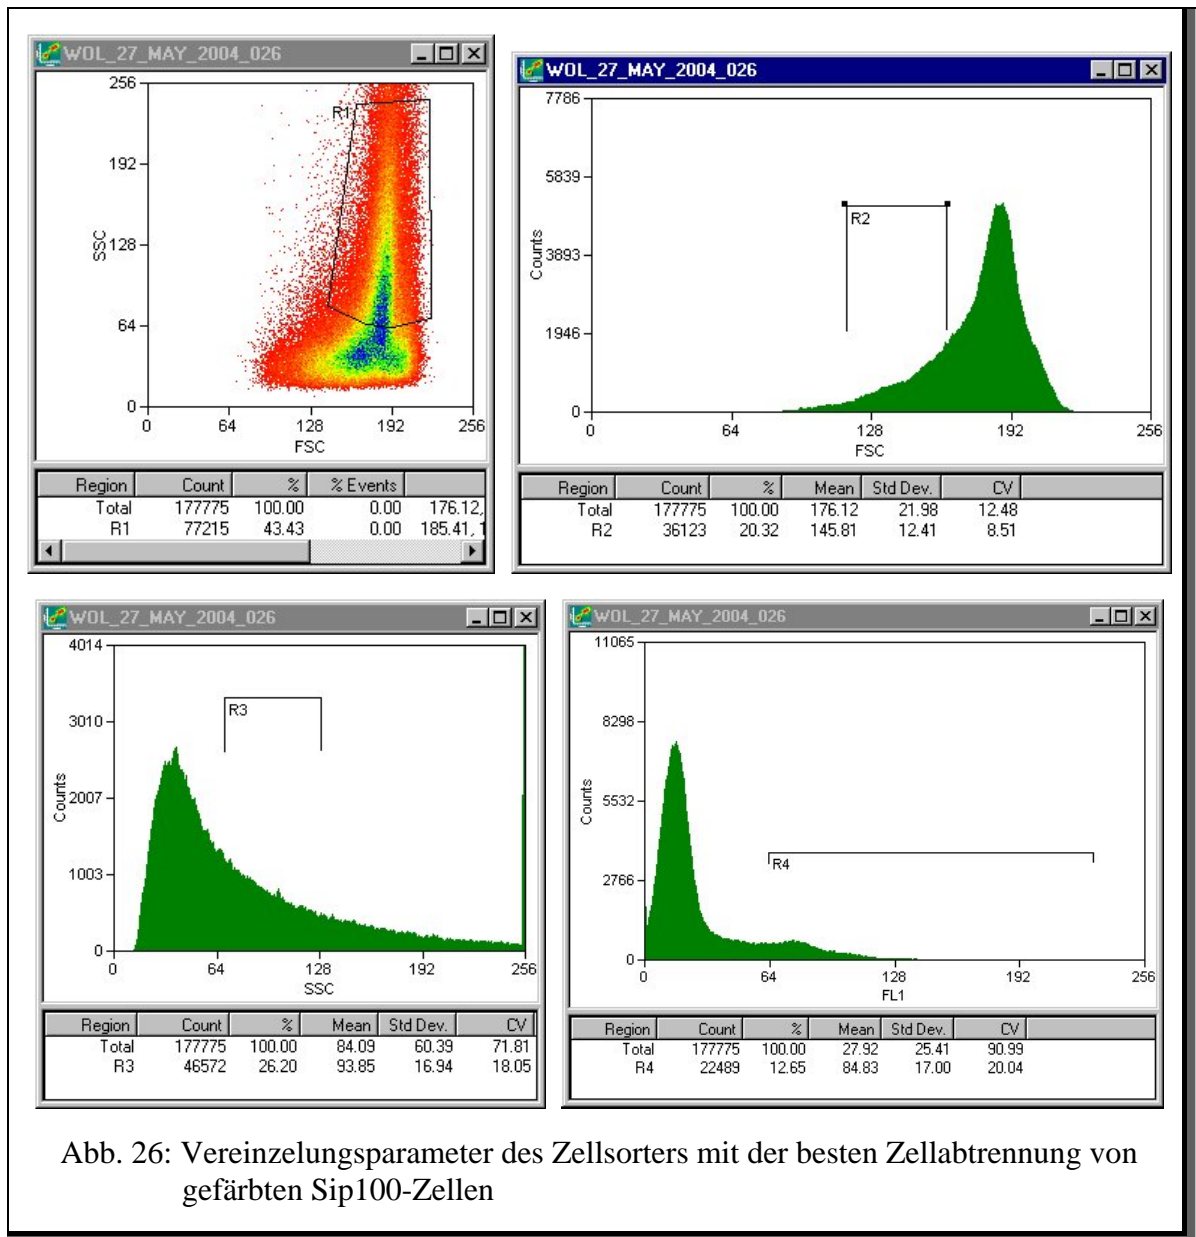 WOL_27_MAY_2004_026
256
192
128
64
0
SSC
R1
0 64 128 192 256
FSC
Region Count % % Events
Total 177775 100.00 0.00 176.12,
R1 77215 43.43 0.00 185.41, 1
WOL_27_MAY_2004_026
7786
5839
3893
1946
0
Counts
R2
0 64 128 192 256
FSC
Region Count % Mean Std Dev. CV
Total 177775 100.00 176.12 21.98 12.48
R2 36123 20.32 145.81 12.41 8.51
WOL_27_MAY_2004_026
4014
3010
2007
1003
0
Counts
R3
0 64 128 192 256
SSC
Region Count % Mean Std Dev. CV
Total 177775 100.00 84.09 60.39 71.81
R3 46572 26.20 93.85 16.94 18.05
WOL_27_MAY_2004_026
11065
8298
5532
2766
0
Counts
R4
0 64 128 192 256
FL1
Region Count % Mean Std Dev. CV
Total 177775 100.00 27.92 25.41 90.99
R4 22489 12.65 84.83 17.00 20.04
Abb. 26: Vereinzelungsparameter des Zellsorters mit der besten Zellabtrennung von
gefärbten Sip100-Zellen